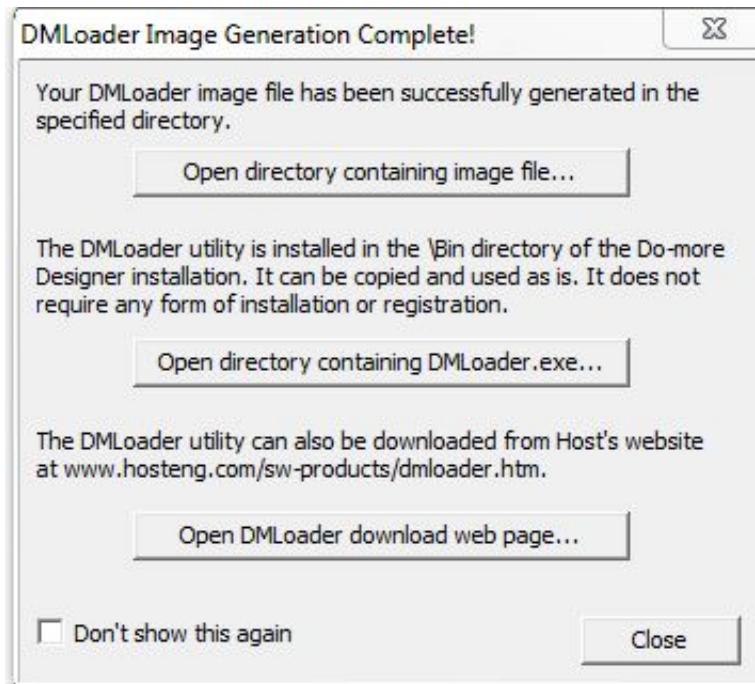 DMLoader Image Generation Complete!
Your DMLoader image file has been successfully generated in the
specified directory.
Open directory containing image file...
The DMLoader utility is installed in the \Bin directory of the Do-more
Designer installation. It can be copied and used as is. It does not
require any form of installation or registration.
Open directory containing DMLoader.exe...
The DMLoader utility can also be downloaded from Host's website
at www.hosteng.com/sw-products/dmloader.htm.
Open DMLoader download web page...
Don't show this again
Close